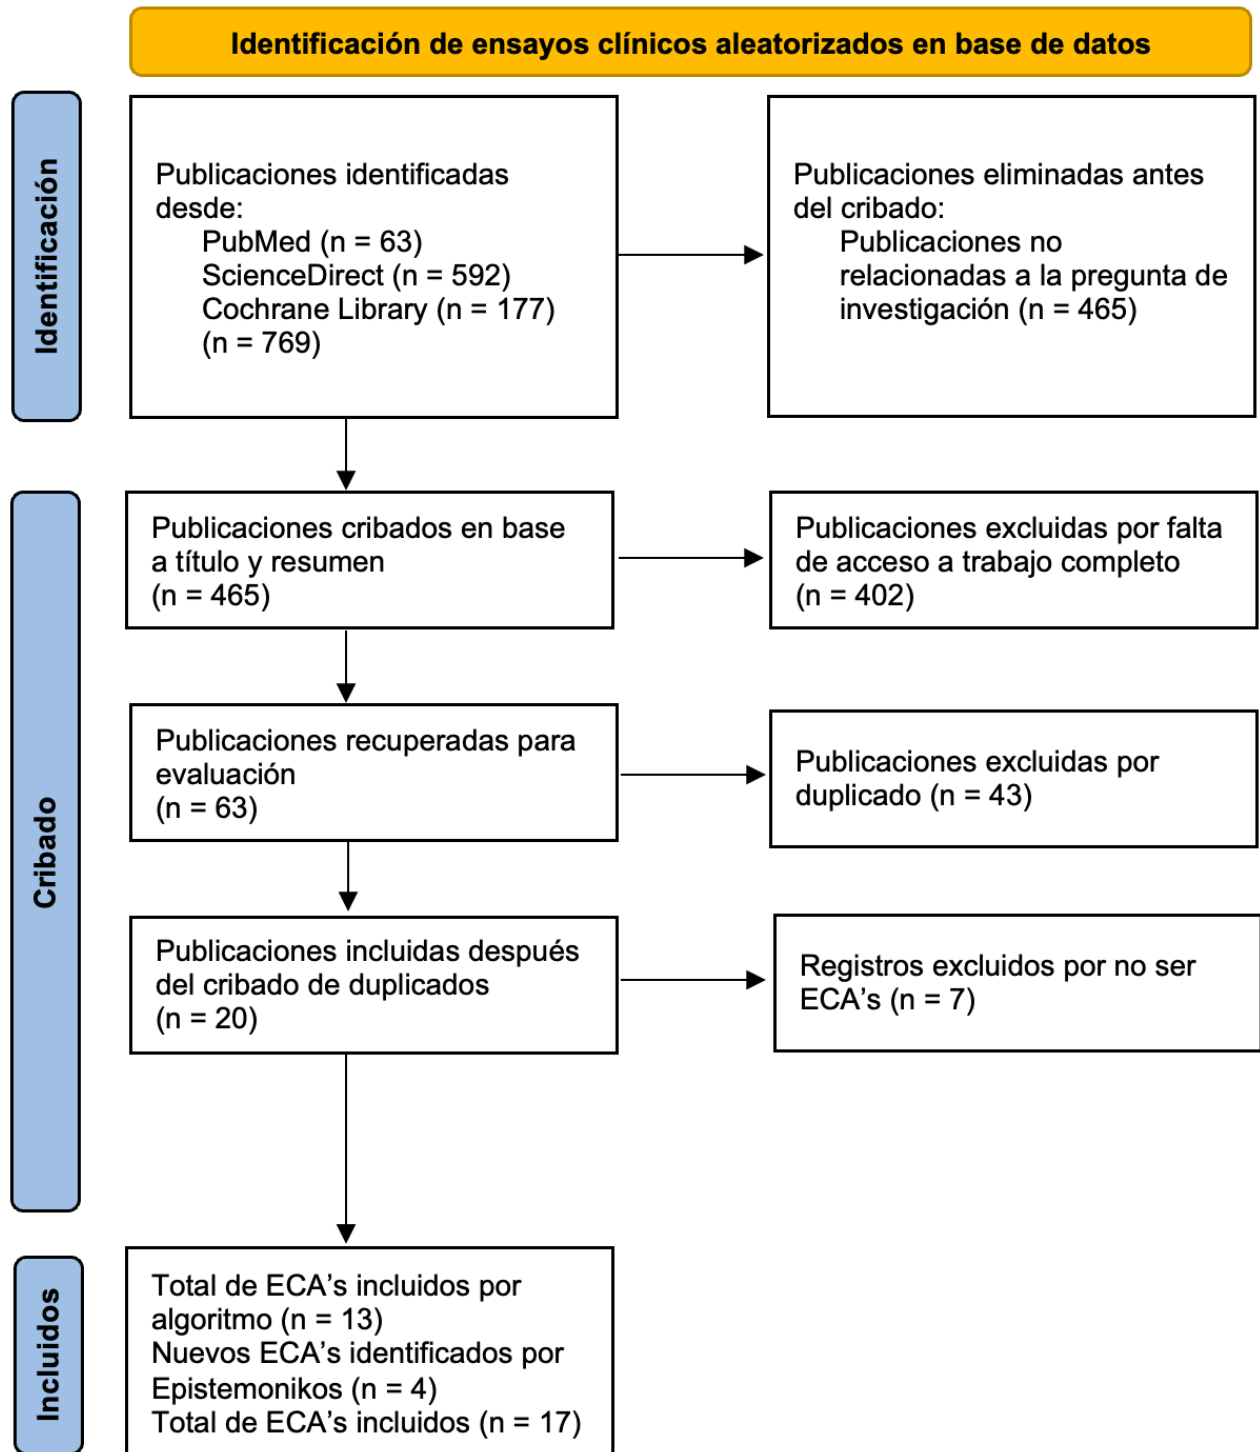 Identificación de ensayos clínicos aleatorizados en base de datos
Identificación
Publicaciones identificadas
desde:
PubMed (n = 63)
ScienceDirect (n = 592)
Cochrane Library (n = 177)
(n = 769)
Publicaciones eliminadas antes
del cribado:
Publicaciones no
relacionadas a la pregunta de
investigación (n = 465)
Cribado
Publicaciones cribados en base
a título y resumen
(n = 465)
Publicaciones excluidas por falta
de acceso a trabajo completo
(n = 402)
Publicaciones recuperadas para
evaluación
(n = 63)
Publicaciones excluidas por
duplicado (n = 43)
Publicaciones incluidas después
del cribado de duplicados
(n = 20)
Registros excluidos por no ser
ECA's (n = 7)
Incluidos
Total de ECA's incluidos por
algoritmo (n = 13)
Nuevos ECA's identificados por
Epistemonikos (n = 4)
Total de ECA's incluidos (n = 17)